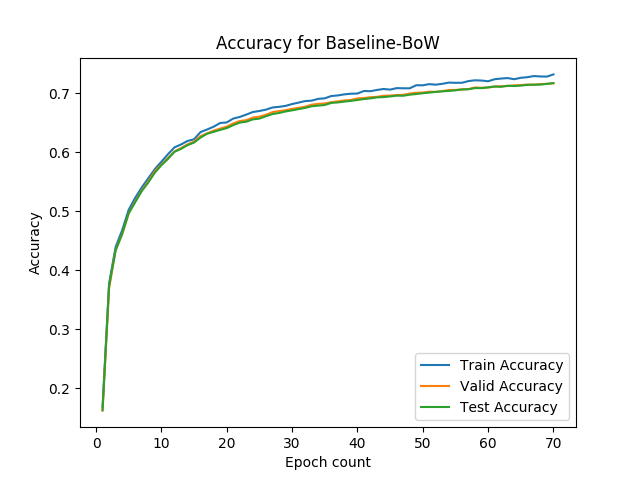 Accuracy for Baseline-BoW
Accuracy
0.7
0.6
0.5
0.4
0.3
0.2
Train Accuracy
Valid Accuracy
Test Accuracy
0 10 20 30 40 50 60 70
Epoch count